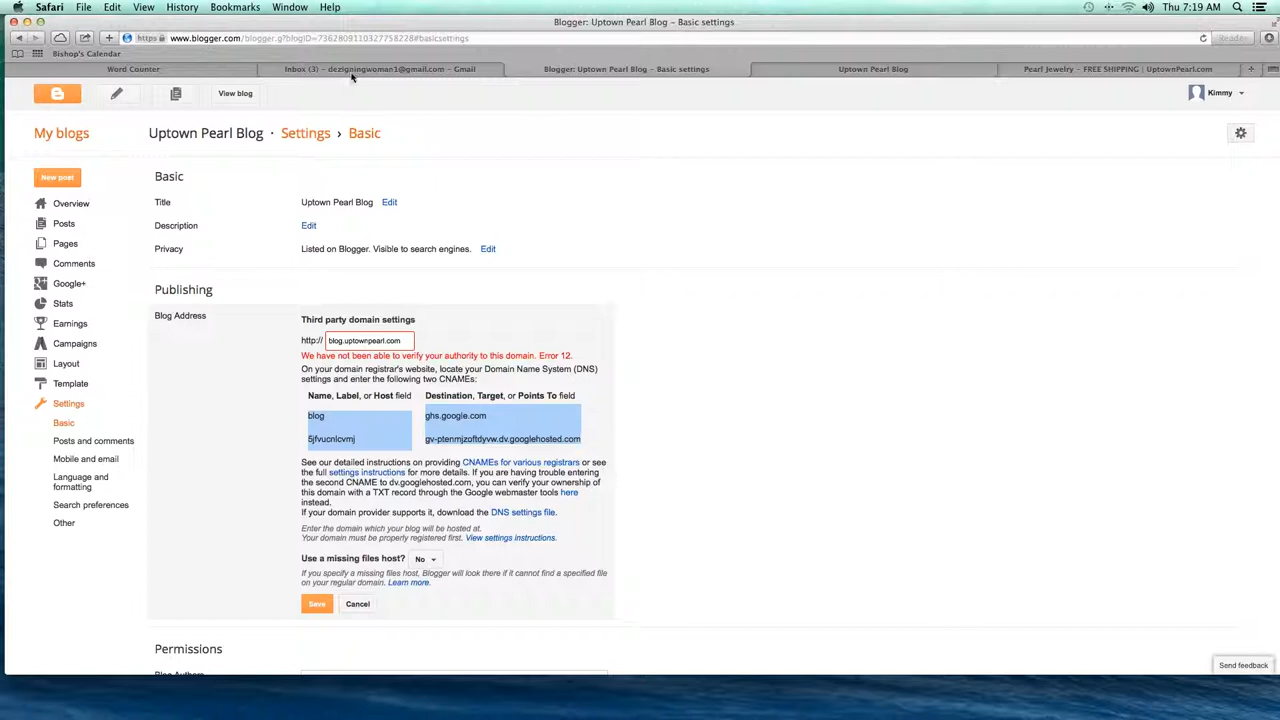 Safari File Edit View History Bookmarks Window Help Thu 7:19 AM
Blogger: Uptown Pearl Blog – Basic settings
https www.blogger.com/blogger.g?blogID=7362809110327758228#basicsettings Reader
Bishop's Calendar
Word Counter Inbox (3) – dezigningwoman1@gmail.com – Gmail Blogger: Uptown Pearl Blog – Basic settings Uptown Pearl Blog Pearl Jewelry – FREE SHIPPING | UptownPearl.com
View blog Kimmy
My blogs Uptown Pearl Blog · Settings › Basic
New post
Overview
Posts
Pages
Comments
Google+
Stats
Earnings
Campaigns
Layout
Template
Settings
Basic
Posts and comments
Mobile and email
Language and
formatting
Search preferences
Other
Basic
Title Uptown Pearl Blog Edit
Description Edit
Privacy Listed on Blogger. Visible to search engines. Edit
Publishing
Blog Address
Third party domain settings
http:// blog.uptownpearl.com
We have not been able to verify your authority to this domain. Error 12.
On your domain registrar's website, locate your Domain Name System (DNS)
settings and enter the following two CNAMEs:
Name, Label, or Host field Destination, Target, or Points To field
blog ghs.google.com
5jfvucnlcvmj gv-ptenmjzoftdyvw.dv.googlehosted.com
See our detailed instructions on providing CNAMEs for various registrars or see
the full settings instructions for more details. If you are having trouble entering
the second CNAME to dv.googlehosted.com, you can verify your ownership of
this domain with a TXT record through the Google webmaster tools here
instead.
If your domain provider supports it, download the DNS settings file.
Enter the domain which your blog will be hosted at.
Your domain must be properly registered first. View settings instructions.
Use a missing files host? No
If you specify a missing files host, Blogger will look there if it cannot find a specified file
on your regular domain. Learn more.
Save Cancel
Permissions
Blog Authors
Send feedback